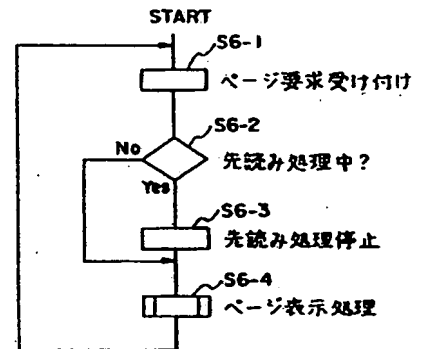 START
S6-1
ページ要求受け付け
S6-2
No
先読み処理中?
Yes
S6-3
先読み処理停止
S6-4
ページ表示処理